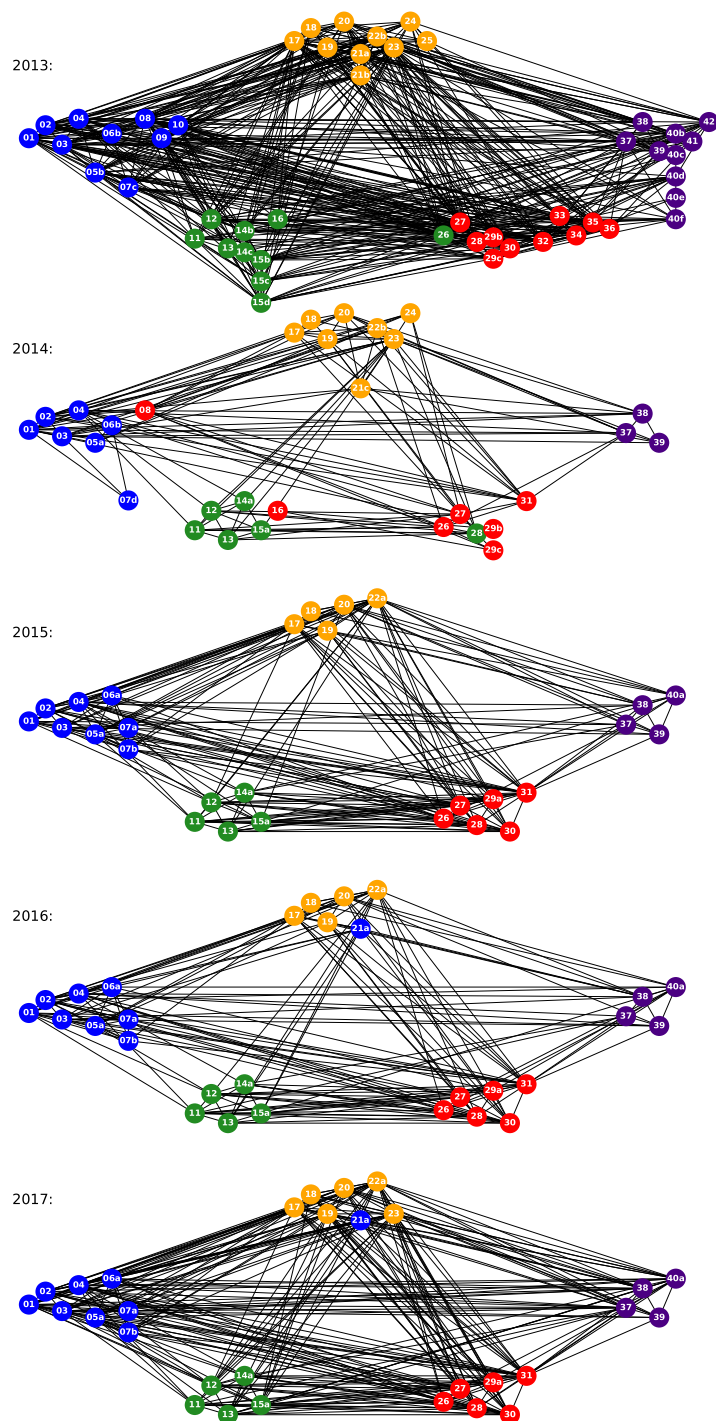 2013:
20 24
18
17 22b 25
19 23
21a
21b
04 08 38 42
02 10 40b
01 06b 09 37 41
03 39 40c
05b 40d
07c 40e
12 16 27 33 35 40f
14b 36
11 26 29b 34
13 14c 28 30 32
15b 29c
15c
15d
2014:
20 24
18
17 22b
19 23
21c
04 08 38
02
01 06b 37
03 05a 39
07d 14a 31
12 16 27
11 26 29b
13 15a 28
29c
2015:
20 22a
18
17 19
06a 40a
02 04 38
01 03 07a 37
05a 39
07b
14a 29a 31
12 27
11 15a 26
13 28 30
2016:
20 22a
18
17 19
21a
06a 40a
02 04 38
01 03 07a 37
05a 39
07b
14a 31
12 27 29a
11 15a 26
13 28 30
2017:
20 22a
18
17 19 23
21a
06a 40a
02 04 38
01 03 07a 37
05a 39
07b
14a 31
12 27 29a
11 15a 26
13 28 30